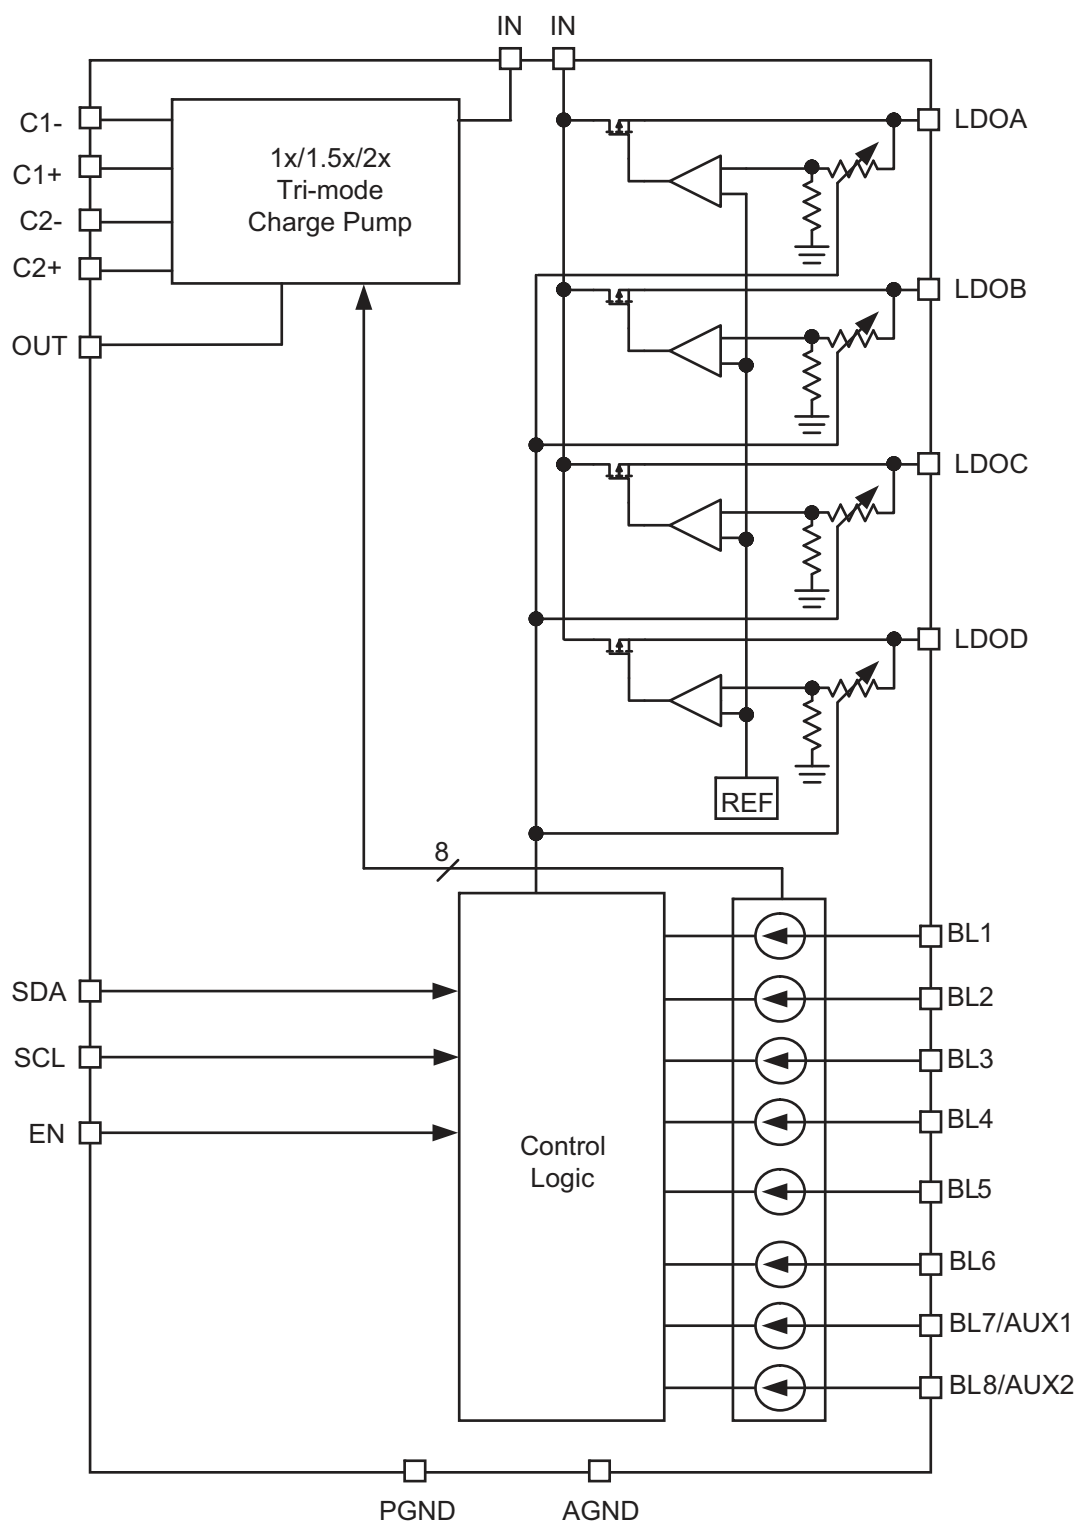 IN IN
C1-
C1+
C2-
C2+
OUT
1x/1.5x/2x
Tri-mode
Charge Pump
LDOA
LDOB
LDOC
LDOD
REF
8
SDA
SCL
EN
Control
Logic
BL1
BL2
BL3
BL4
BL5
BL6
BL7/AUX1
BL8/AUX2
PGND AGND